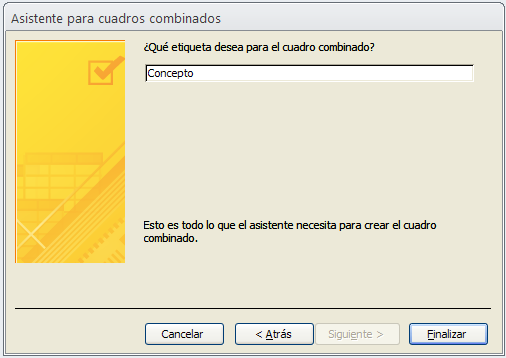 Asistente para cuadros combinados
¿Qué etiqueta desea para el cuadro combinado?
Concepto
Esto es todo lo que el asistente necesita para crear el cuadro
combinado.
Cancelar
< Atrás
Siguiente >
Finalizar